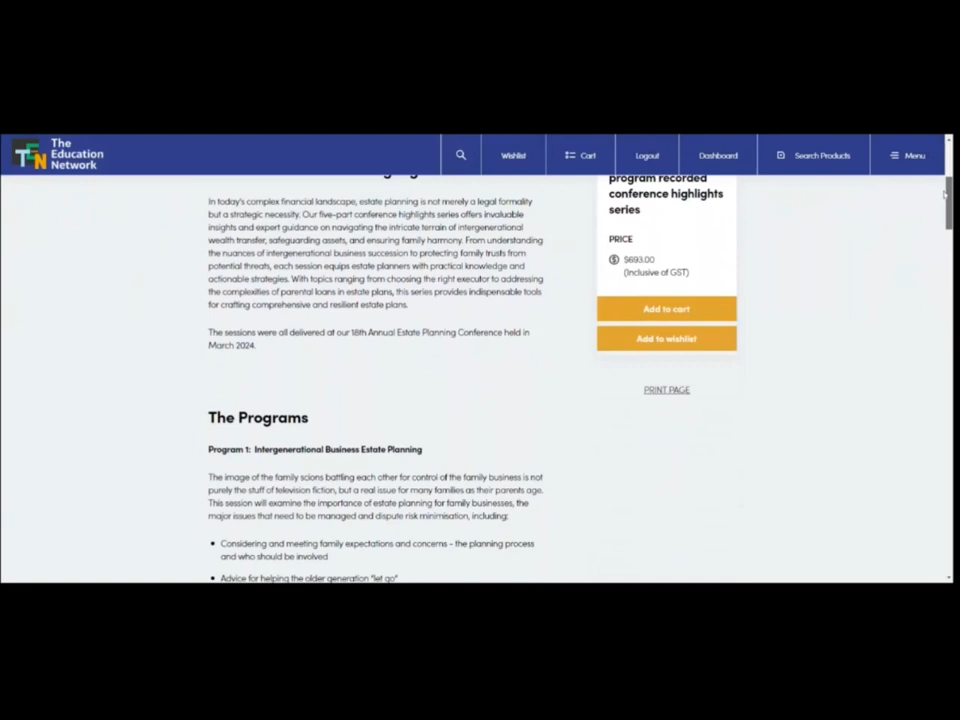 The
Education
Network
TEN
Wishlist
Cart
Logout
Dashboard
Search Products
Menu
In today's complex financial landscape, estate planning is not merely a legal formality
but a strategic necessity. Our five-part conference highlights series offers invaluable
insights and expert guidance on navigating the intricate terrain of intergenerational
wealth transfer, safeguarding assets, and ensuring family harmony. From understanding
the nuances of intergenerational business succession to protecting family trusts from
potential threats, each session equips estate planners with practical knowledge and
actionable strategies. With topics ranging from choosing the right executor to addressing
the complexities of parental loans in estate plans, this series provides indispensable tools
for crafting comprehensive and resilient estate plans.
The sessions were all delivered at our 18th Annual Estate Planning Conference held in
March 2024.
The Programs
Program 1: Intergenerational Business Estate Planning
The image of the family scions battling each other for control of the family business is not
purely the stuff of television fiction, but a real issue for many families as their parents age.
This session will examine the importance of estate planning for family businesses, the
major issues that need to be managed and dispute risk minimisation, including:
• Considering and meeting family expectations and concerns - the planning process
and who should be involved
• Advice for helping the older generation "let go"
program recorded
conference highlights
series
PRICE
$693.00
(Inclusive of GST)
Add to cart
Add to wishlist
PRINT PAGE